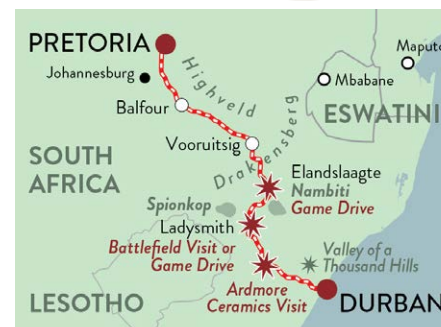 PRETORIA
Maputo
Johannesburg
Highveld
Mbabane
Balfour
ESWATINI
Vooruitsig
Drakensberg
SOUTH
AFRICA
Elandslaagte
Nambiti
Game Drive
Spionkop
Ladysmith
Battlefield Visit or
Game Drive
Valley of a
Thousand Hills
Ardmore
Ceramics Visit
LESOTHO
DURBAN